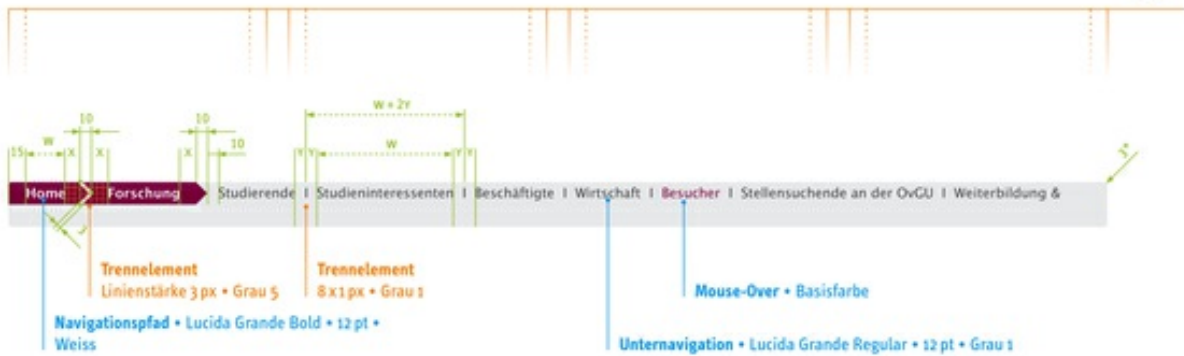 W + 2Y
10 10
W 10 W
15 X X X Y Y Y Y 3*
Home Forschung Studierende I Studieninteressenten I Beschäftigte I Wirtschaft I Besucher I Stellensuchende an der OvGU I Weiterbildung &
3
Trennelement
Linienstärke 3 px • Grau 5
Trennelement
8 x 1 px • Grau 1
Mouse-Over • Basisfarbe
Navigationspfad • Lucida Grande Bold • 12 pt •
Weiss
Unternavigation • Lucida Grande Regular • 12 pt • Grau 1